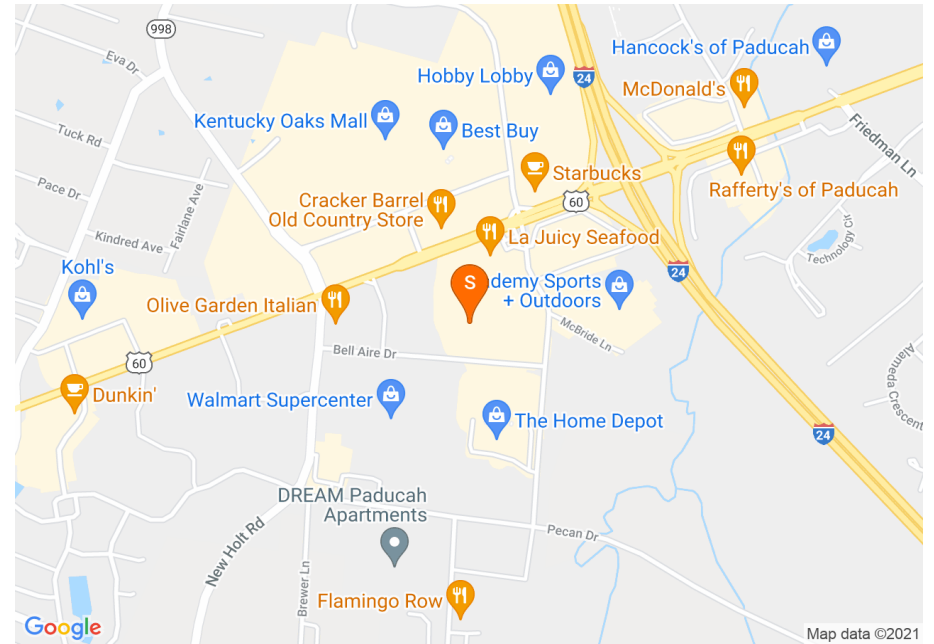 998
Eva Dr
Hancock's of Paducah
Hobby Lobby
24
McDonald's
Kentucky Oaks Mall
Best Buy
Tuck Rd
Friedman Ln
Starbucks
Pace Dr
Fairlane Ave
Rafferty's of Paducah
Cracker Barrel
Old Country Store
60
La Juicy Seafood
Kindred Ave
Technology Cir
Kohl's
24
S
demy Sports
+ Outdoors
Olive Garden Italian
McBride Ln
60
Bell Aire Dr
Alameda Crescent
Dunkin'
Walmart Supercenter
The Home Depot
24
DREAM Paducah
Apartments
New Holt Rd
Pecan Dr
Brewer Ln
Flamingo Row
Google
Map data ©2021